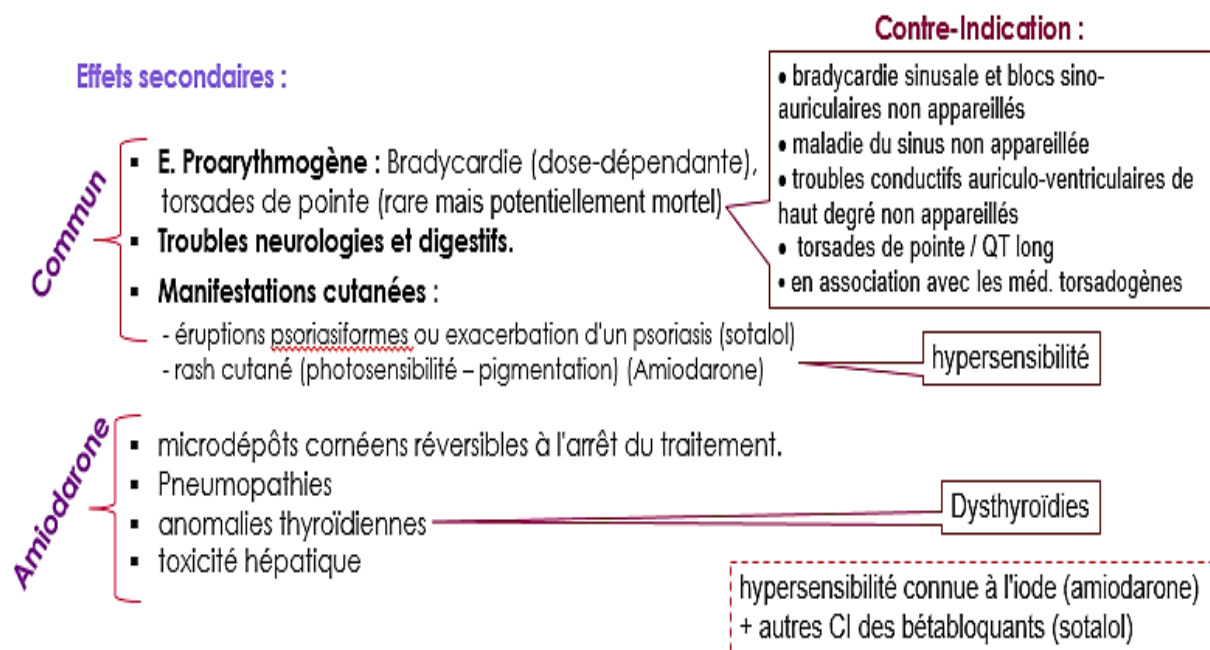 Contre-Indication :
Effets secondaires :
• bradycardie sinusale et blocs sino-
auriculaires non appareillés
• maladie du sinus non appareillée
• troubles conductifs auriculo-ventriculaires de
haut degré non appareillés
• torsades de pointe / QT long
• en association avec les méd. torsadogènes
Commun
▪ E. Proarythmogène : Bradycardie (dose-dépendante),
torsades de pointe (rare mais potentiellement mortel)
▪ Troubles neurologies et digestifs.
▪ Manifestations cutanées :
- éruptions psoriasiformes ou exacerbation d'un psoriasis (sotalol)
- rash cutané (photosensibilité – pigmentation) (Amiodarone)
hypersensibilité
Amiodarone
▪ microdépôts cornéens réversibles à l'arrêt du traitement.
▪ Pneumopathies
▪ anomalies thyroïdiennes
▪ toxicité hépatique
Dysthyroïdies
hypersensibilité connue à l'iode (amiodarone)
+ autres CI des bétabloquants (sotalol)